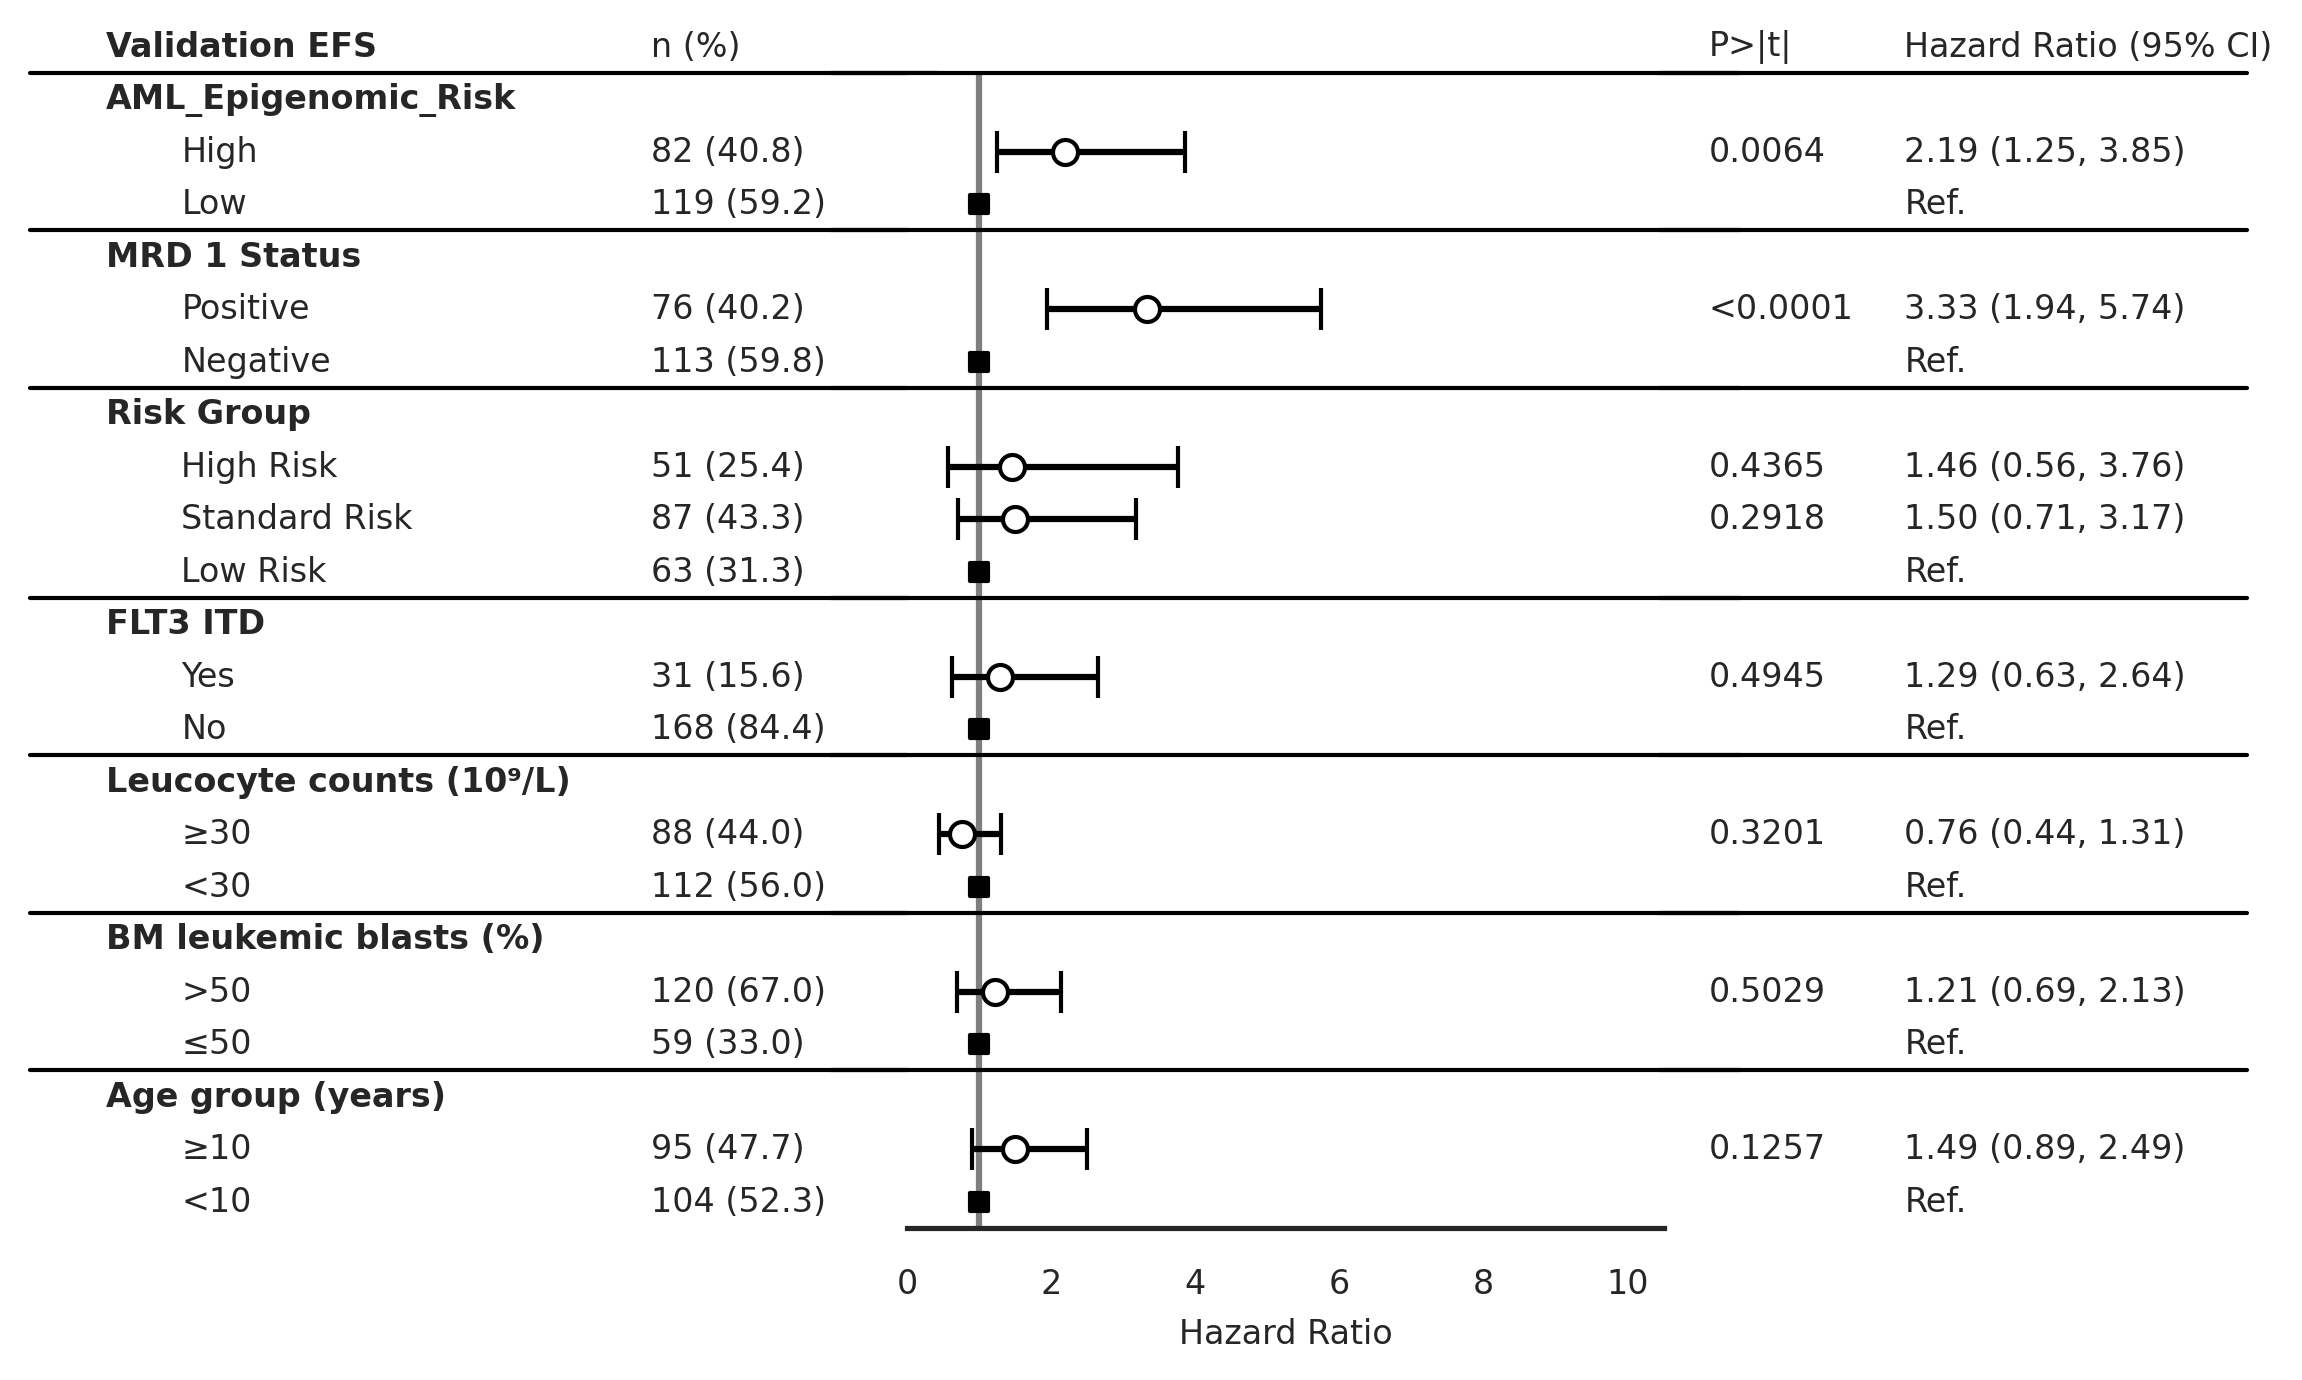 Validation EFS n (%) P>|t| Hazard Ratio (95% CI)
AML_Epigenomic_Risk
High 82 (40.8) 0.0064 2.19 (1.25, 3.85)
Low 119 (59.2) Ref.
MRD 1 Status
Positive 76 (40.2) <0.0001 3.33 (1.94, 5.74)
Negative 113 (59.8) Ref.
Risk Group
High Risk 51 (25.4) 0.4365 1.46 (0.56, 3.76)
Standard Risk 87 (43.3) 0.2918 1.50 (0.71, 3.17)
Low Risk 63 (31.3) Ref.
FLT3 ITD
Yes 31 (15.6) 0.4945 1.29 (0.63, 2.64)
No 168 (84.4) Ref.
Leucocyte counts (10⁹/L)
≥30 88 (44.0) 0.3201 0.76 (0.44, 1.31)
<30 112 (56.0) Ref.
BM leukemic blasts (%)
>50 120 (67.0) 0.5029 1.21 (0.69, 2.13)
≤50 59 (33.0) Ref.
Age group (years)
≥10 95 (47.7) 0.1257 1.49 (0.89, 2.49)
<10 104 (52.3) Ref.
0 2 4 6 8 10
Hazard Ratio